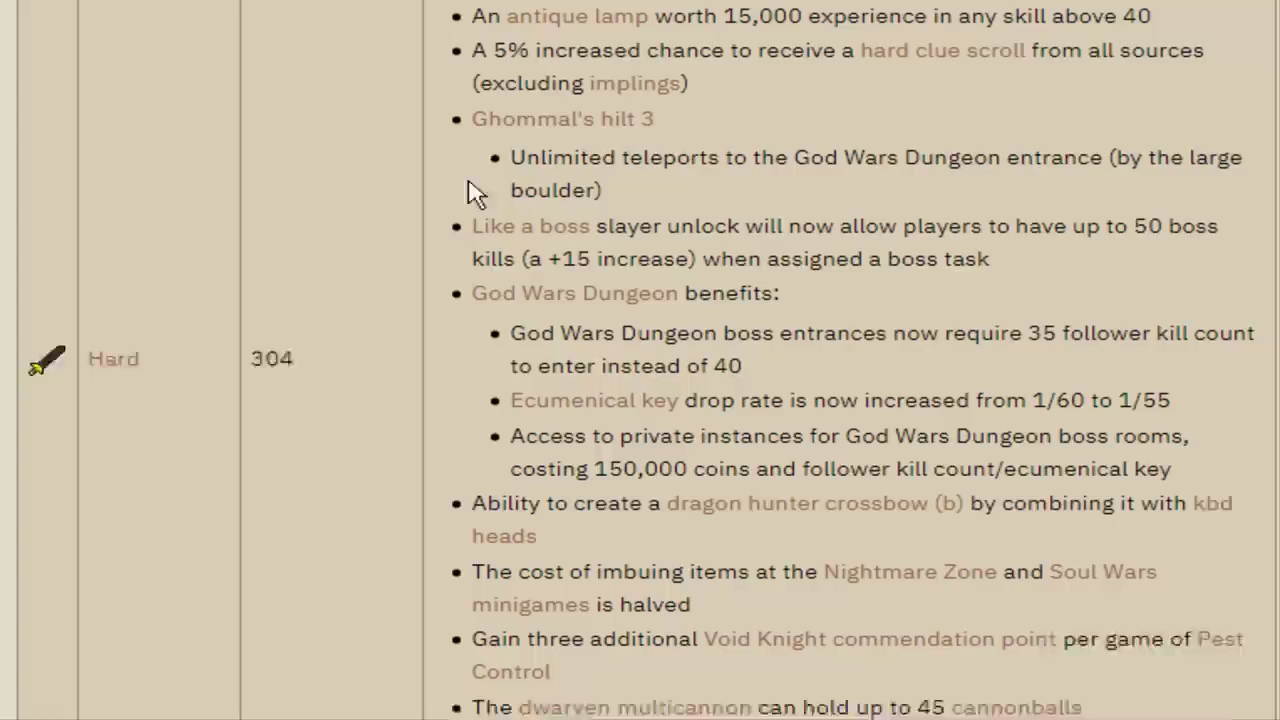 • An antique lamp worth 15,000 experience in any skill above 40
• A 5% increased chance to receive a hard clue scroll from all sources
(excluding implings)
• Ghommal's hilt 3
• Unlimited teleports to the God Wars Dungeon entrance (by the large
boulder)
• Like a boss slayer unlock will now allow players to have up to 50 boss
kills (a +15 increase) when assigned a boss task
• God Wars Dungeon benefits:
• God Wars Dungeon boss entrances now require 35 follower kill count
Hard 304
to enter instead of 40
• Ecumenical key drop rate is now increased from 1/60 to 1/55
• Access to private instances for God Wars Dungeon boss rooms,
costing 150,000 coins and follower kill count/ecumenical key
• Ability to create a dragon hunter crossbow (b) by combining it with kbd
heads
• The cost of imbuing items at the Nightmare Zone and Soul Wars
minigames is halved
• Gain three additional Void Knight commendation point per game of Pest
Control
• The dwarven multicannon can hold up to 45 cannonballs